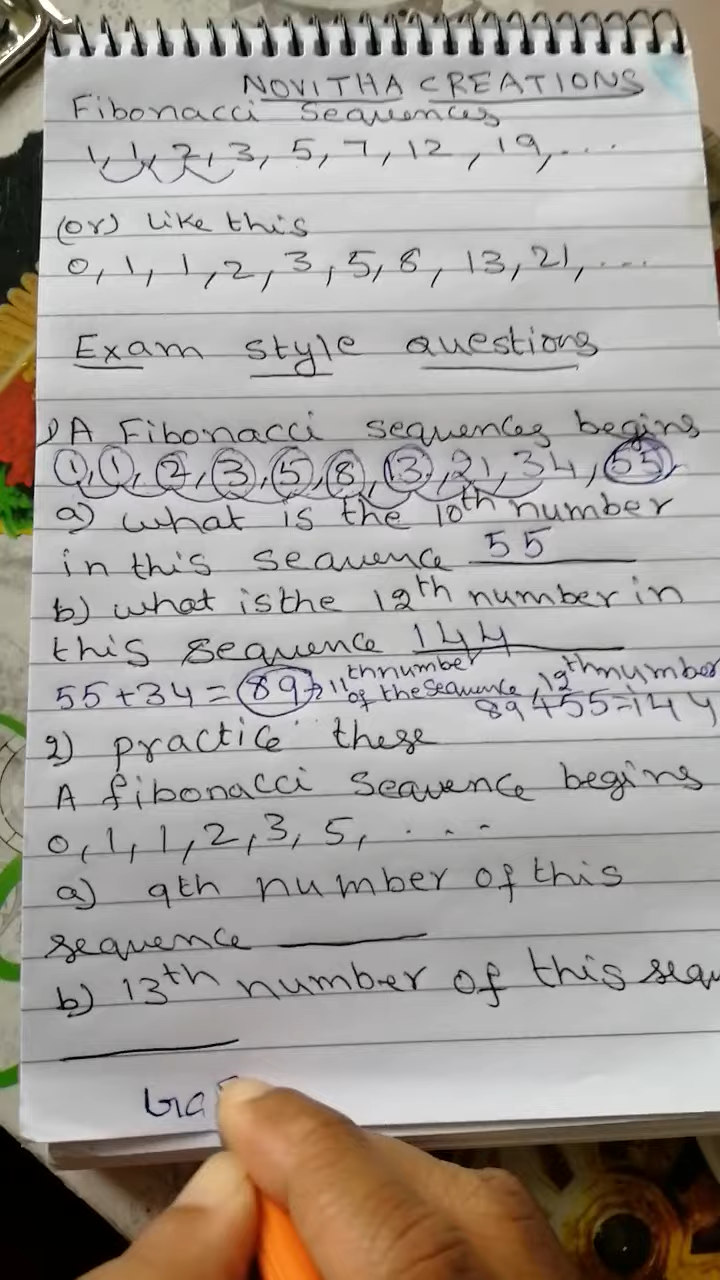 NOVITHA CREATIONS
Fibonacci Sequences
1, 1, 2, 3, 5, 7, 12, 19, ...
(or) like this
0, 1, 1, 2, 3, 5, 8, 13, 21, ...
Exam style questions
1) A Fibonacci sequences begins
1, 1, 2, 3, 5, 8, 13, 21, 34, 55,
a) what is the 10th number
in this sequence 55
b) what is the 12th number in
this sequence 144
55+34=89→11th number of the sequence, 12th number
89+55=144
2) practice these
A fibonacci sequence begins
0, 1, 1, 2, 3, 5, ....
a) 9th number of this
sequence
b) 13th number of this sequ